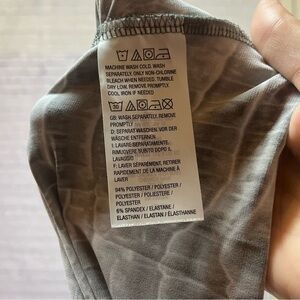 MACHINE WASH COLD. WASH
SEPARATELY. ONLY NON-CHLORINE
BLEACH WHEN NEEDED. TUMBLE
DRY LOW. REMOVE PROMPTLY.
COOL IRON IF NEEDED
30
GB: WASH SEPARATELY. REMOVE
PROMPTLY
D: SEPARAT WASCHEN. VOR DER
WÄSCHE ENTFERNEN
I: LAVARE SEPARATAMENTE.
RIMUOVERE SUBITO DOPO IL
LAVAGGIO
F: LAVER SÉPARÉMENT. RETIRER
RAPIDEMENT DE LA MACHINE À
LAVER
94% POLYESTER / POLYESTER /
POLYESTER / POLIESTERE /
POLYESTER
6% SPANDEX / ELASTANE /
ELASTHAN / ELASTAN / ÉLASTHANNE